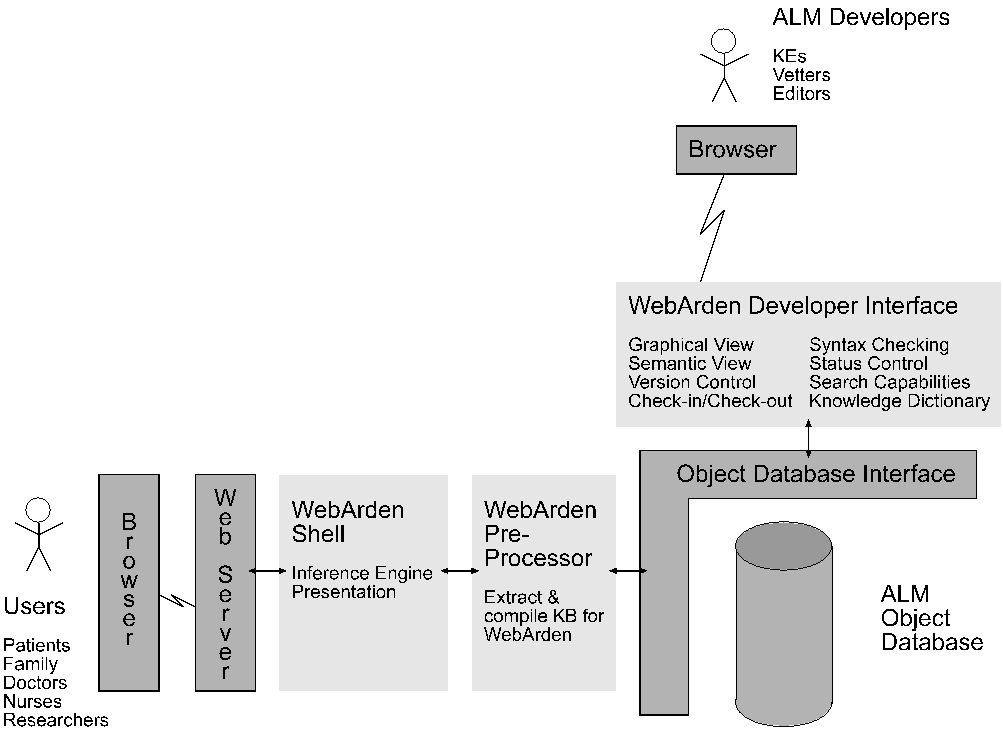 ALM Developers
KEs
Vetters
Editors
Browser
WebArden Developer Interface
Graphical View
Semantic View
Version Control
Check-in/Check-out
Syntax Checking
Status Control
Search Capabilities
Knowledge Dictionary
Object Database Interface
ALM
Object
Database
Users
Patients
Family
Doctors
Nurses
Researchers
Browser
Web Server
WebArden
Shell
Inference Engine
Presentation
WebArden
Pre-
Processor
Extract &
compile KB for
WebArden